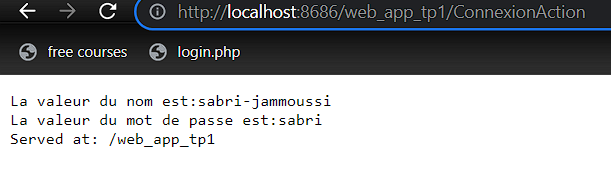 http://localhost:8686/web_app_tp1/ConnexionAction
free courses login.php
La valeur du nom est:sabri-jammoussi
La valeur du mot de passe est:sabri
Served at: /web_app_tp1